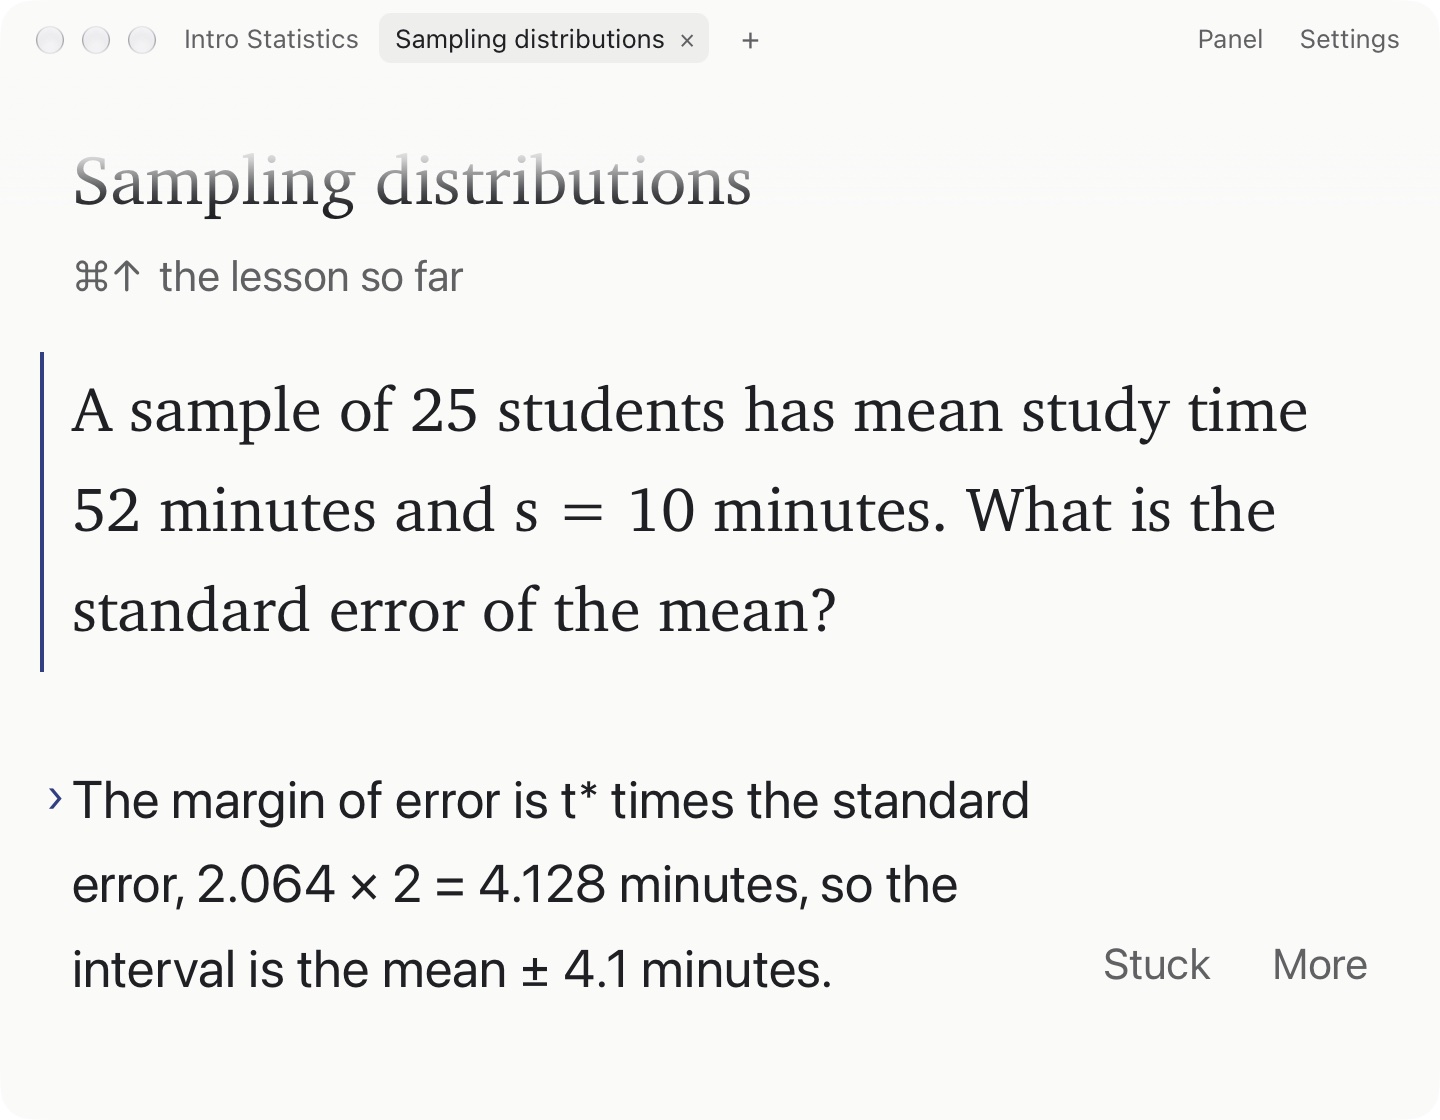 Intro Statistics
Sampling distributions ×
+
Panel
Settings
Sampling distributions
⌘↑ the lesson so far
A sample of 25 students has mean study time
52 minutes and s = 10 minutes. What is the
standard error of the mean?
› The margin of error is t* times the standard
error, 2.064 × 2 = 4.128 minutes, so the
interval is the mean ± 4.1 minutes.
Stuck
More